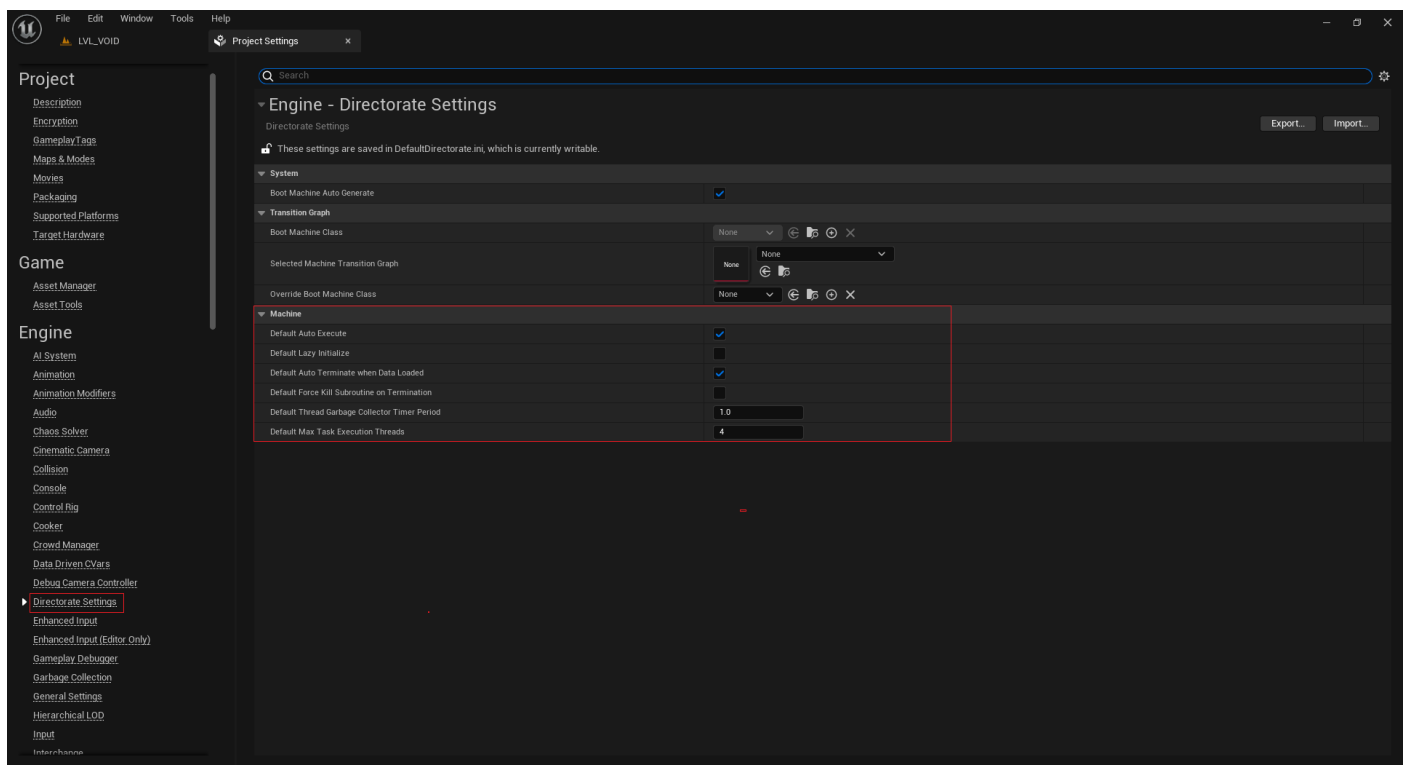 File Edit Window Tools Help
LVL_VOID
Project Settings
Project
Description
Encryption
GameplayTags
Maps & Modes
Movies
Packaging
Supported Platforms
Target Hardware
Game
Asset Manager
Asset Tools
Engine
AI System
Animation
Animation Modifiers
Audio
Chaos Solver
Cinematic Camera
Collision
Console
Control Rig
Cooker
Crowd Manager
Data Driven CVars
Debug Camera Controller
Directorate Settings
Enhanced Input
Enhanced Input (Editor Only)
Gameplay Debugger
Garbage Collection
General Settings
Hierarchical LOD
Input
Interchange
Search
Engine - Directorate Settings
Directorate Settings
Export... Import...
These settings are saved in DefaultDirectorate.ini, which is currently writable.
System
Boot Machine Auto Generate
Transition Graph
Boot Machine Class None
Selected Machine Transition Graph None None
Override Boot Machine Class None
Machine
Default Auto Execute
Default Lazy Initialize
Default Auto Terminate when Data Loaded
Default Force Kill Subroutine on Termination
Default Thread Garbage Collector Timer Period 1.0
Default Max Task Execution Threads 4